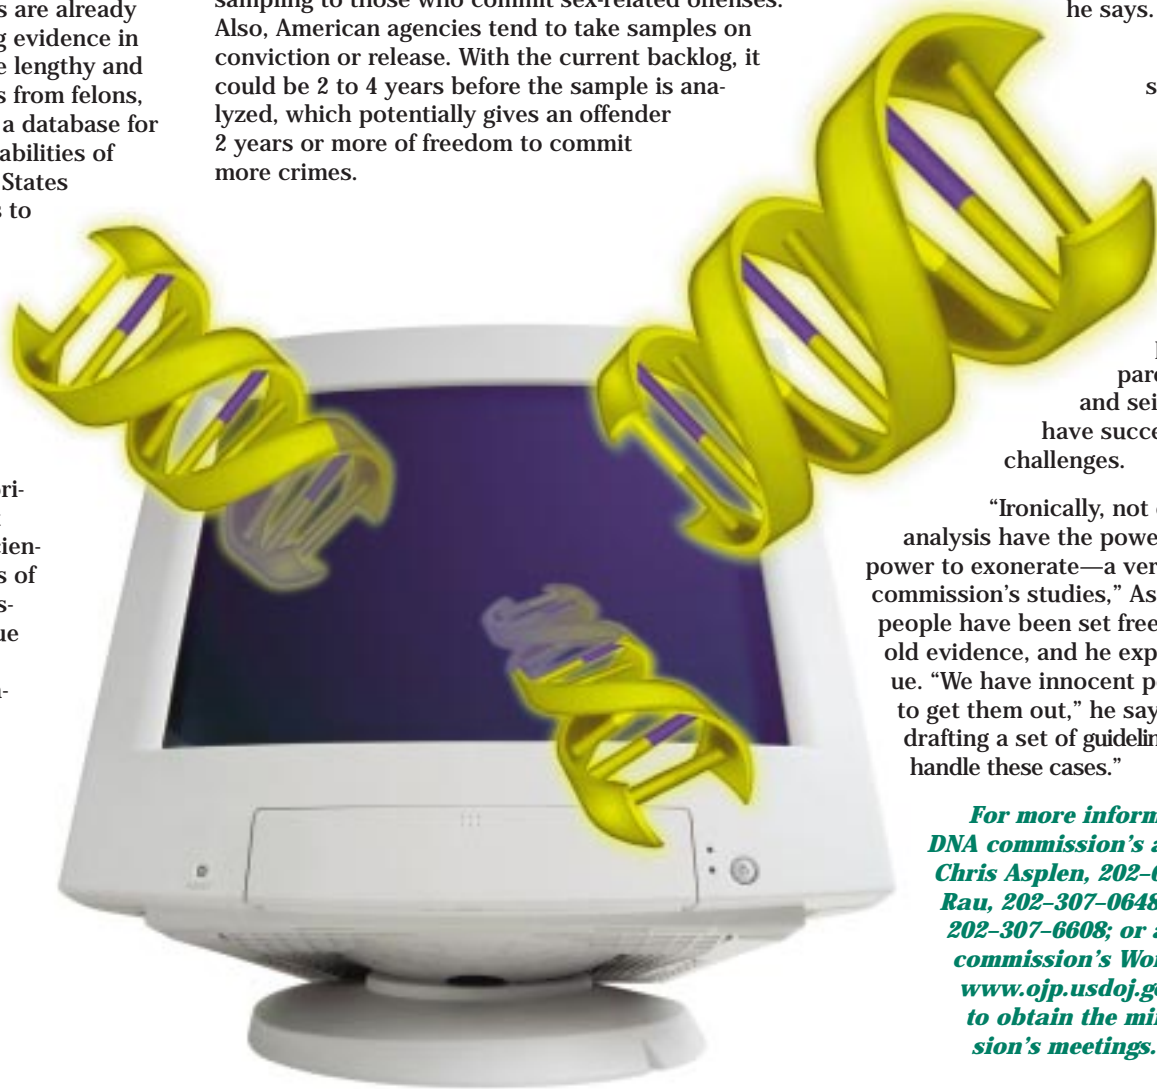 s are already
g evidence in
e lengthy and
s from felons,
a database for
abilities of
States
s to
ori-
cien-
s of
s-
ue
n-
sampling to those who commit sex-related offenses.
Also, American agencies tend to take samples on
conviction or release. With the current backlog, it
could be 2 to 4 years before the sample is ana-
lyzed, which potentially gives an offender
2 years or more of freedom to commit
more crimes.
he says.
s
pare
and sei
have succe
challenges.
“Ironically, not
analysis have the powe
power to exonerate—a ver
commission’s studies,” As
people have been set free
old evidence, and he exp
ue. “We have innocent p
to get them out,” he say
drafting a set of guidelin
handle these cases.”
For more inform
DNA commission’s a
Chris Asplen, 202–6
Rau, 202–307–0648
202–307–6608; or a
commission’s Wor
www.ojp.usdoj.g
to obtain the mi
sion’s meetings.